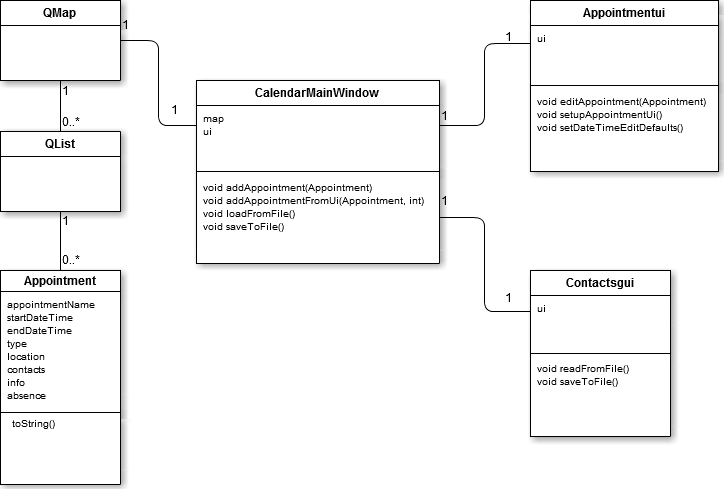 QMap
1
1
0..*
QList
1
0..*
Appointment
appointmentName
startDateTime
endDateTime
type
location
contacts
info
absence
toString()
1
CalendarMainWindow
map
ui
void addAppointment(Appointment)
void addAppointmentFromUi(Appointment, int)
void loadFromFile()
void saveToFile()
1
1
1
Appointmentui
ui
void editAppointment(Appointment)
void setupAppointmentUi()
void setDateTimeEditDefaults()
1
Contactsgui
ui
void readFromFile()
void saveToFile()